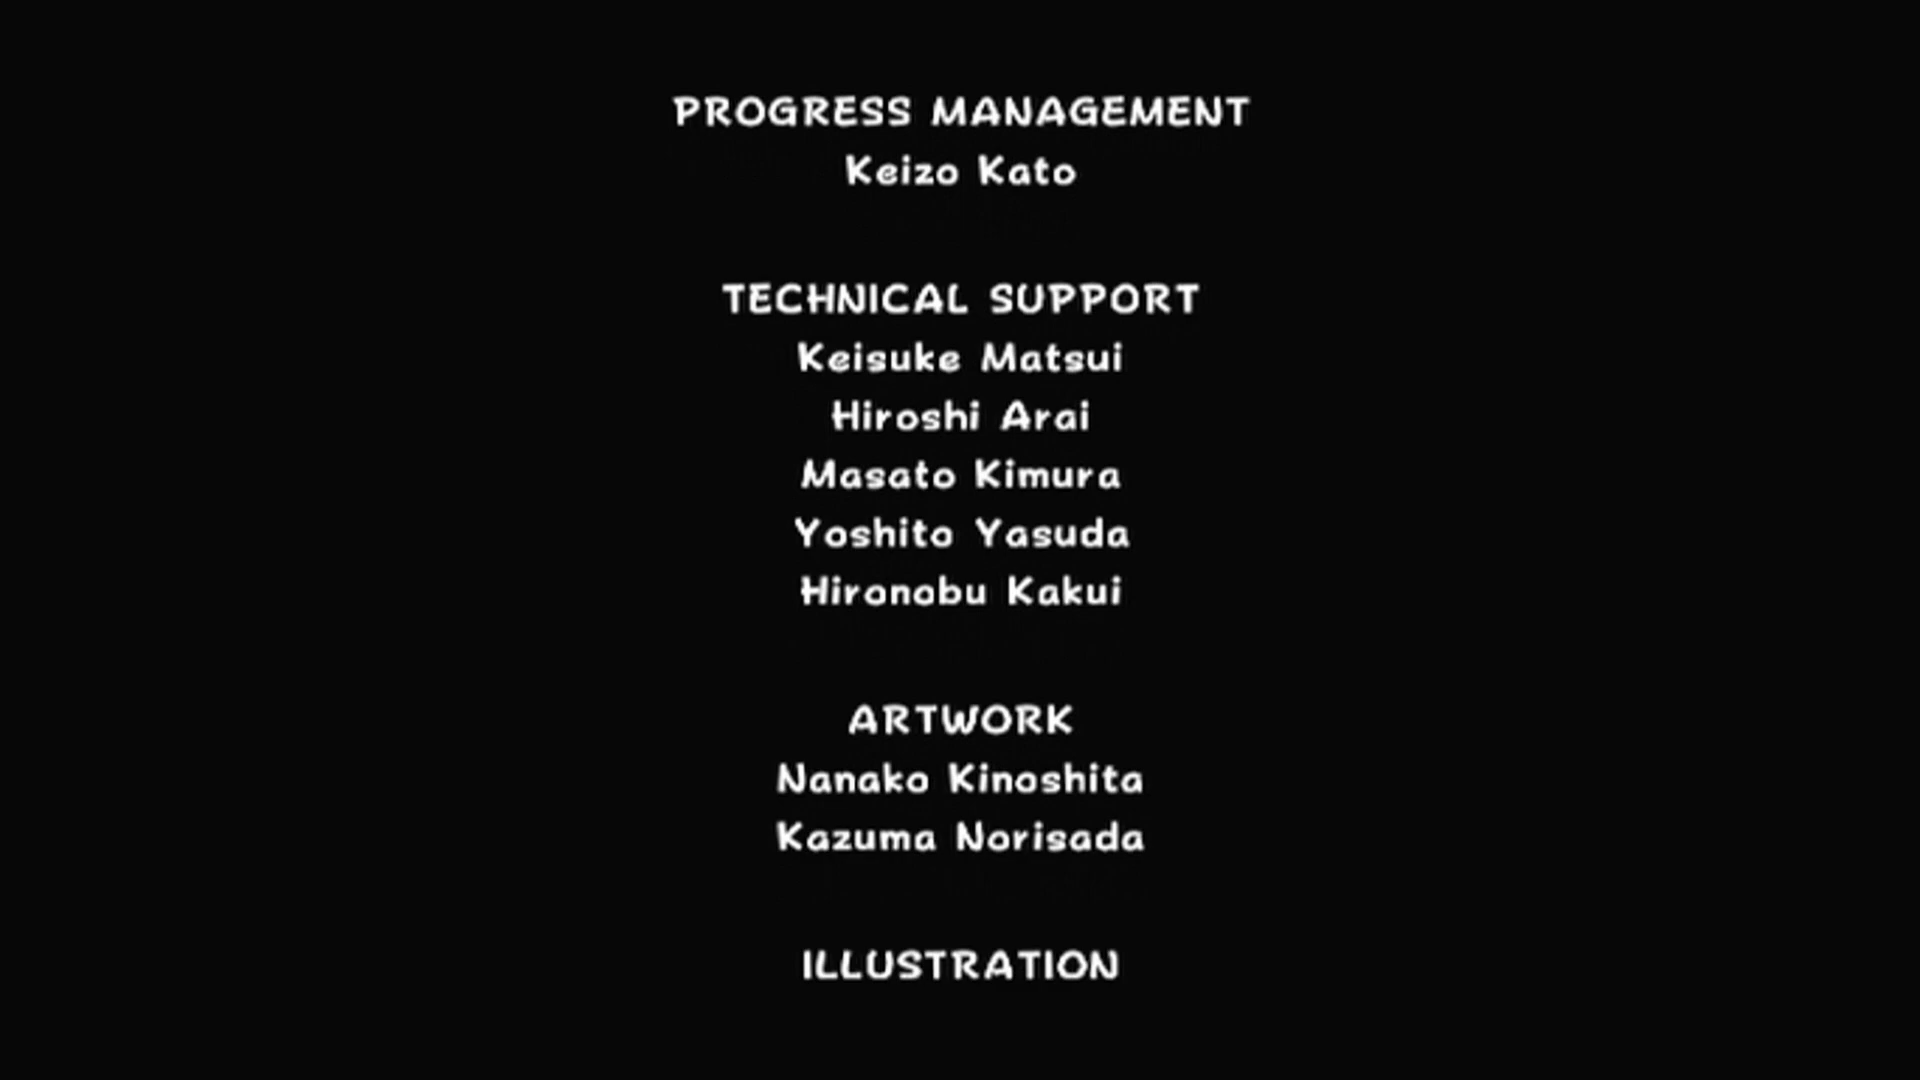 PROGRESS MANAGEMENT
Keizo Kato
TECHNICAL SUPPORT
Keisuke Matsui
Hiroshi Arai
Masato Kimura
Yoshito Yasuda
Hironobu Kakui
ARTWORK
Nanako Kinoshita
Kazuma Norisada
ILLUSTRATION